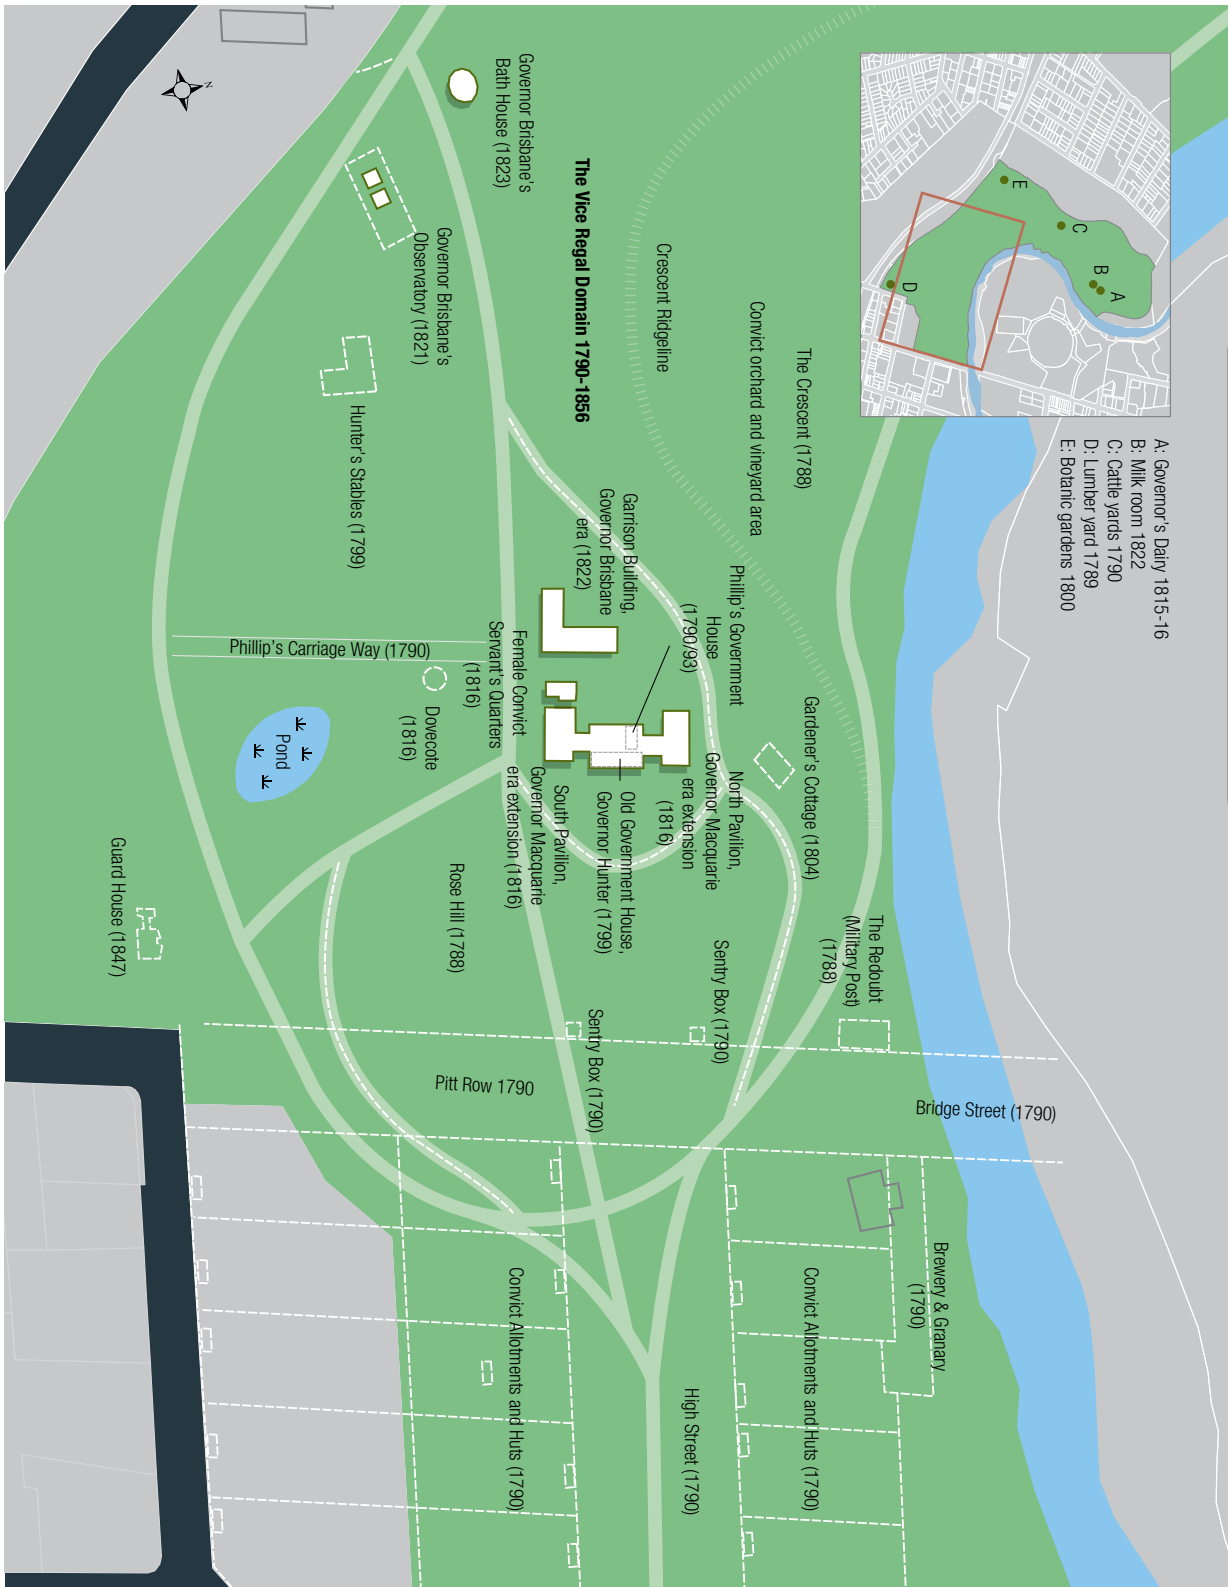 The Vice Regal Domain 1790-1856
A: Governor's Dairy 1815-16
B: Milk room 1822
C: Cattle yards 1790
D: Lumber yard 1789
E: Botanic gardens 1800
E
C
B
A
D
N
Governor Brisbane's
Bath House (1823)
Governor Brisbane's
Observatory (1821)
Hunter's Stables (1799)
Crescent Ridgeline
Convict orchard and vineyard area
The Crescent (1788)
Garrison Building,
Governor Brisbane
era (1822)
Phillip's Government
House
(1790/93)
Gardener's Cottage (1804)
North Pavilion,
Governor Macquarie
era extension
(1816)
Old Government House,
Governor Hunter (1799)
South Pavilion,
Governor Macquarie
era extension (1816)
Female Convict
Servant's Quarters
(1816)
Phillip's Carriage Way (1790)
Dovecote
(1816)
Pond
Guard House (1847)
Rose Hill (1788)
The Redoubt
(Military Post)
(1788)
Sentry Box (1790)
Sentry Box (1790)
Pitt Row 1790
Bridge Street (1790)
Brewery & Granary
(1790)
Convict Allotments and Huts (1790)
High Street (1790)
Convict Allotments and Huts (1790)